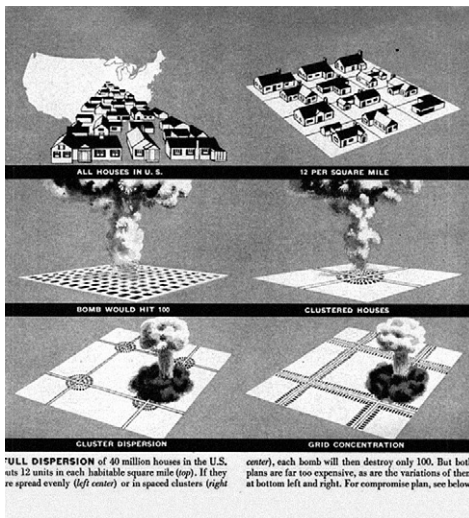 ALL HOUSES IN U. S.
12 PER SQUARE MILE
BOMB WOULD HIT 100
CLUSTERED HOUSES
CLUSTER DISPERSION
GRID CONCENTRATION
FULL DISPERSION of 40 million houses in the U.S.
uts 12 units in each habitable square mile (top). If they
re spread evenly (left center) or in spaced clusters (right
center), each bomb will then destroy only 100. But both
plans are far too expensive, as are the variations of them
at bottom left and right. For compromise plan, see below